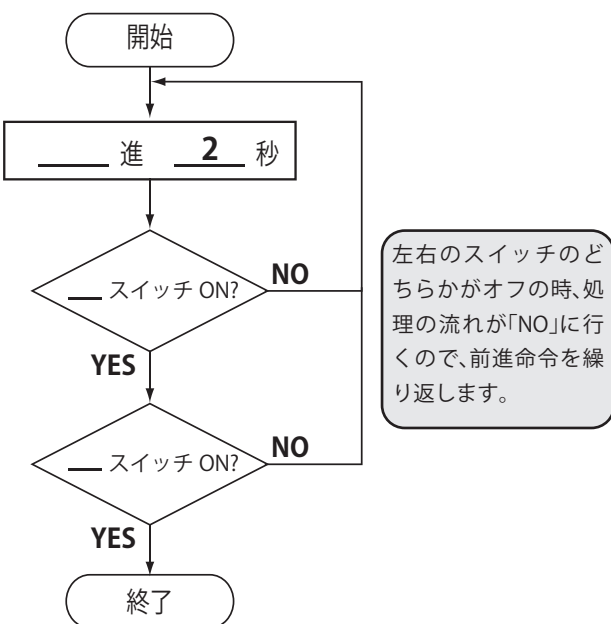 開始
____ 進 2 秒
__ スイッチ ON?
NO
YES
__ スイッチ ON?
NO
YES
終了
左右のスイッチのど
ちらかがオフの時、処
理の流れが「NO」に行
くので、前進命令を繰
り返します。